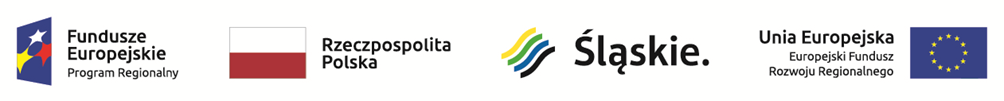 Fundusze
Europejskie
Program Regionalny
Rzeczpospolita
Polska
Śląskie.
Unia Europejska
Europejski Fundusz
Rozwoju Regionalnego